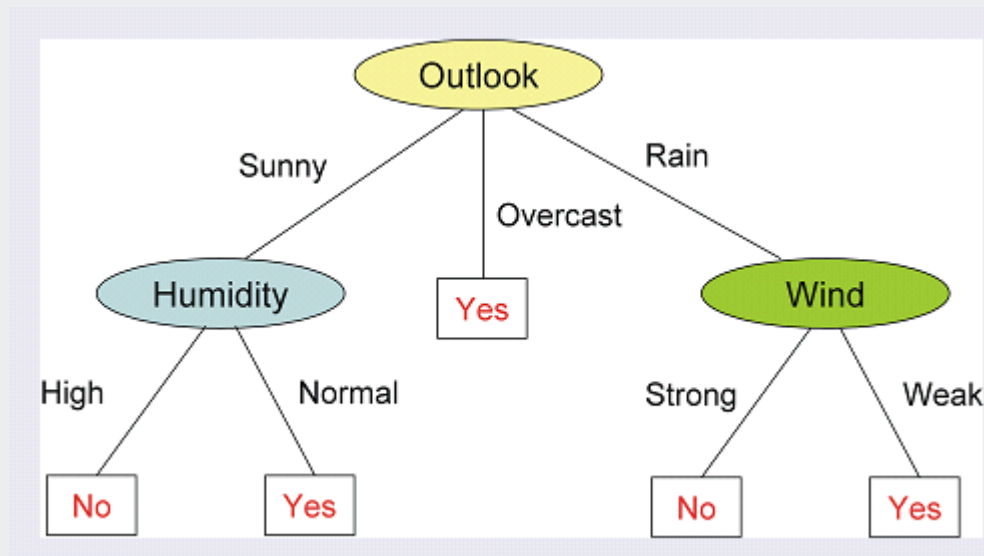 Outlook
Sunny
Overcast
Rain
Humidity
Yes
Wind
High
Normal
Strong
Weak
No
Yes
No
Yes